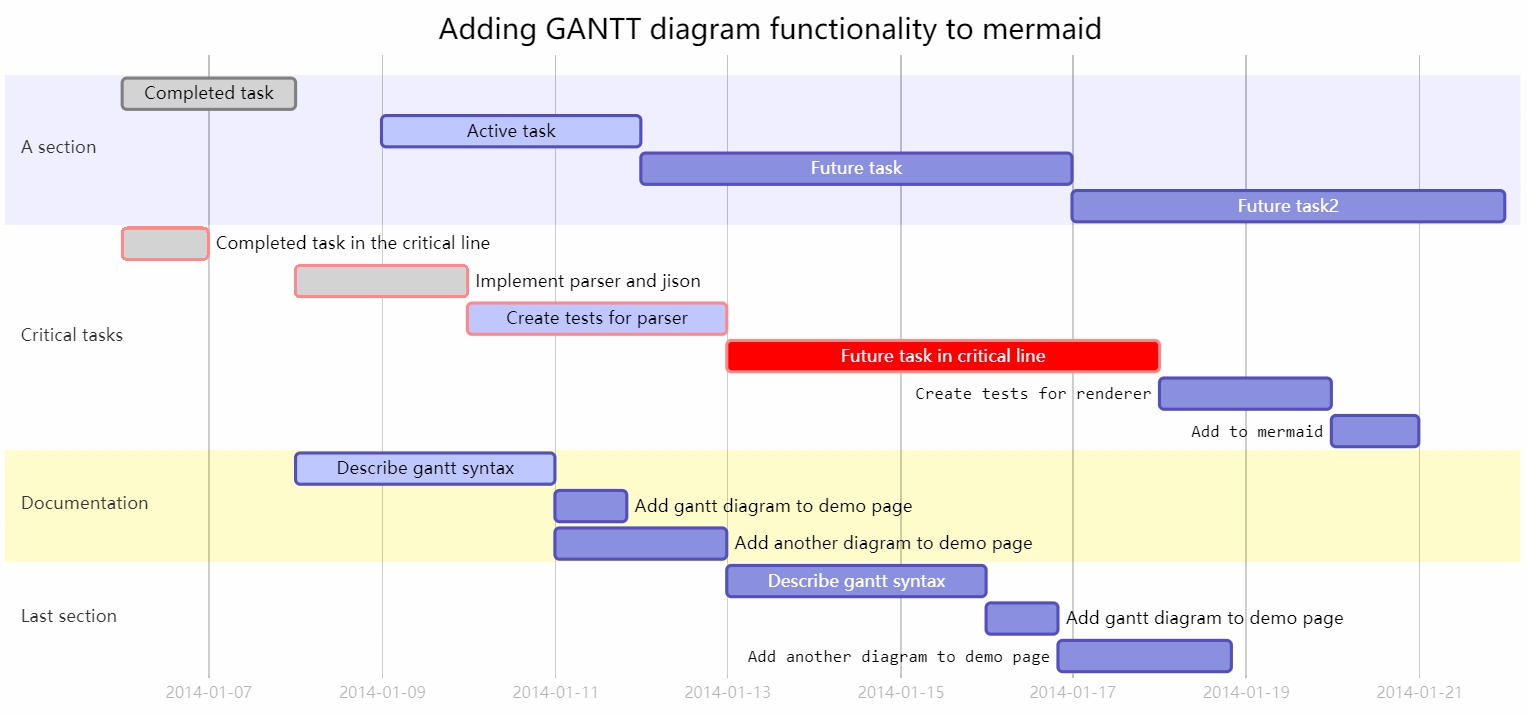 Adding GANTT diagram functionality to mermaid
Completed task
Active task
A section
Future task
Future task2
Completed task in the critical line
Implement parser and jison
Create tests for parser
Critical tasks
Future task in critical line
Create tests for renderer
Add to mermaid
Describe gantt syntax
Documentation
Add gantt diagram to demo page
Add another diagram to demo page
Describe gantt syntax
Last section
Add gantt diagram to demo page
Add another diagram to demo page
2014-01-07 2014-01-09 2014-01-11 2014-01-13 2014-01-15 2014-01-17 2014-01-19 2014-01-21